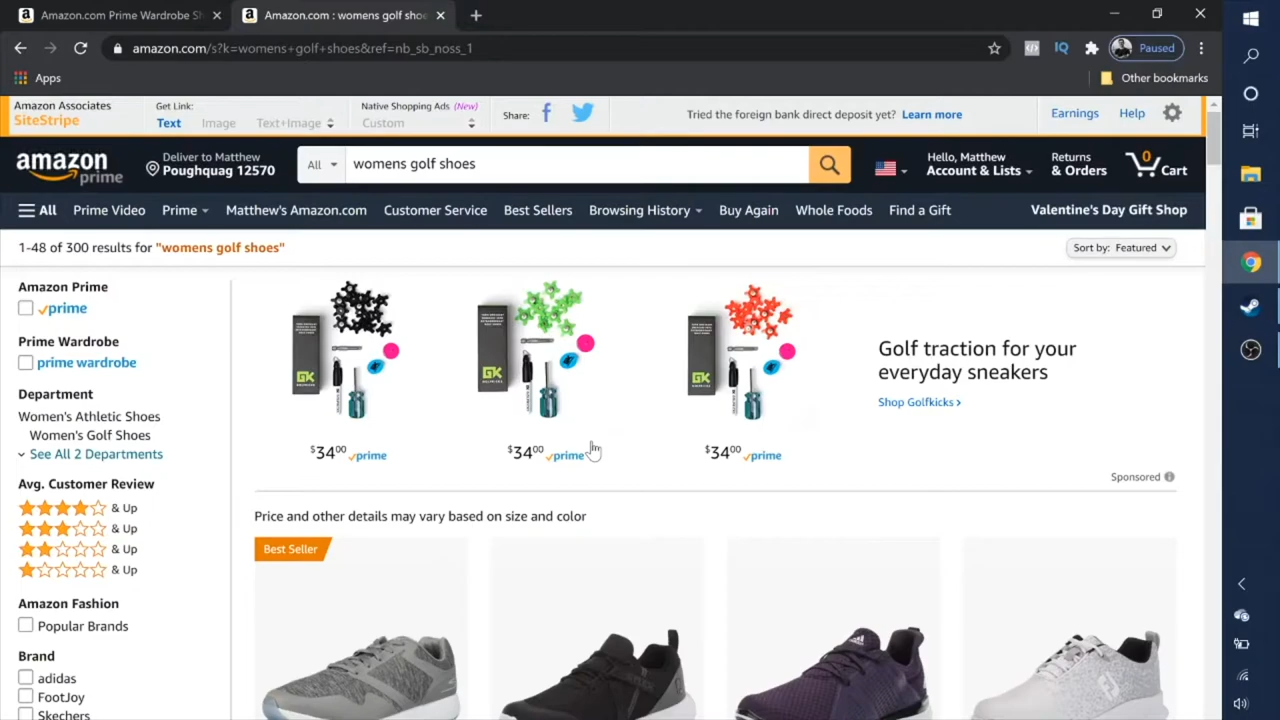 Amazon.com Prime Wardrobe Sh
Amazon.com : womens golf shoe
amazon.com/s?k=womens+golf+shoes&ref=nb_sb_noss_1
IQ
Paused
Apps
Other bookmarks
Amazon Associates
SiteStripe
Get Link:
Text
Image
Text+Image
Native Shopping Ads (New)
Custom
Share:
Tried the foreign bank direct deposit yet? Learn more
Earnings
Help
amazon
prime
Deliver to Matthew
Poughquag 12570
All
womens golf shoes
Hello, Matthew
Account & Lists
Returns
& Orders
0
Cart
All
Prime Video
Prime
Matthew's Amazon.com
Customer Service
Best Sellers
Browsing History
Buy Again
Whole Foods
Find a Gift
Valentine's Day Gift Shop
1-48 of 300 results for "womens golf shoes"
Sort by: Featured
Amazon Prime
prime
Prime Wardrobe
prime wardrobe
Department
Women's Athletic Shoes
Women's Golf Shoes
See All 2 Departments
Avg. Customer Review
& Up
& Up
& Up
& Up
Amazon Fashion
Popular Brands
Brand
adidas
FootJoy
Skechers
GK
GK
GK
$3400 prime
$3400 prime
$3400 prime
Golf traction for your
everyday sneakers
Shop Golfkicks ›
Sponsored
Price and other details may vary based on size and color
Best Seller